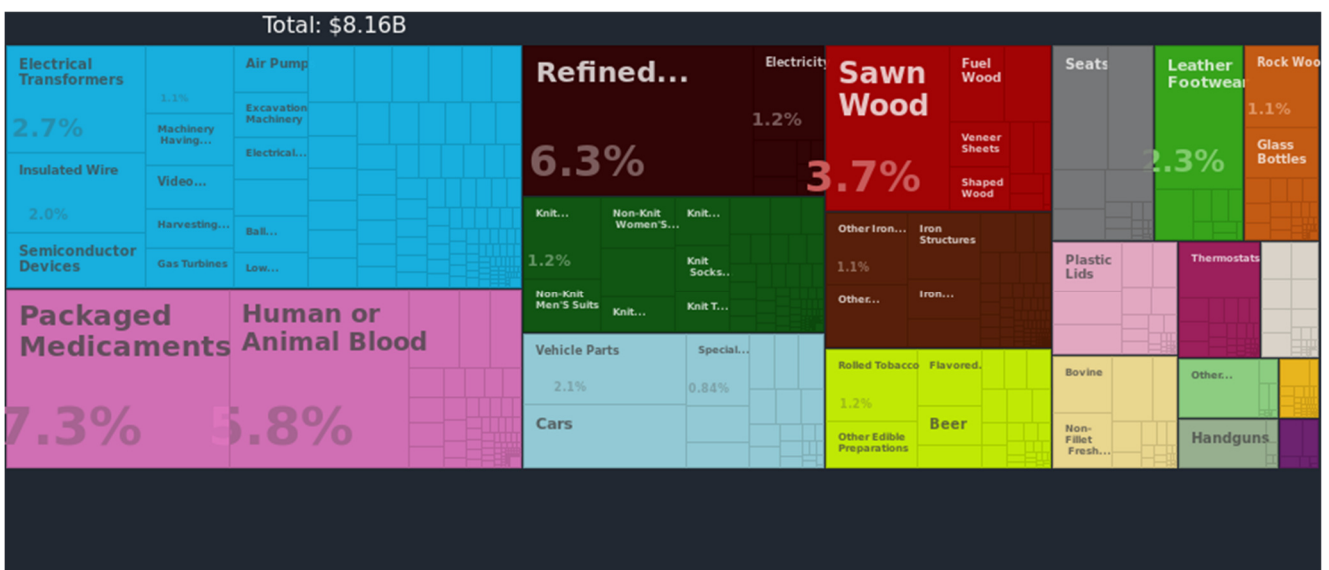 Total: $8.16B
Electrical
Transformers
2.7%
Insulated Wire
2.0%
Semiconductor
Devices
1.1%
Machinery
Having...
Video...
Harvesting...
Gas Turbines
Air Pump
Excavation
Machinery
Electrical...
Ball...
Low...
Packaged
Medicaments
7.3%
Human or
Animal Blood
5.8%
Refined...
6.3%
Electricity
1.2%
Knit...
1.2%
Non-Knit
Men'S Suits
Non-Knit
Women'S...
Knit...
Knit...
Knit
Socks..
Knit T...
Vehicle Parts
2.1%
Cars
Special...
0.84%
Sawn
Wood
3.7%
Fuel
Wood
Veneer
Sheets
Shaped
Wood
Other Iron...
1.1%
Other...
Iron
Structures
Iron...
Rolled Tobacco
1.2%
Other Edible
Preparations
Flavored.
Beer
Seats
Leather
Footwear
2.3%
Rock Woo
1.1%
Glass
Bottles
Plastic
Lids
Thermostats
Bovine
Non-
Fillet
Fresh...
Other...
Handguns